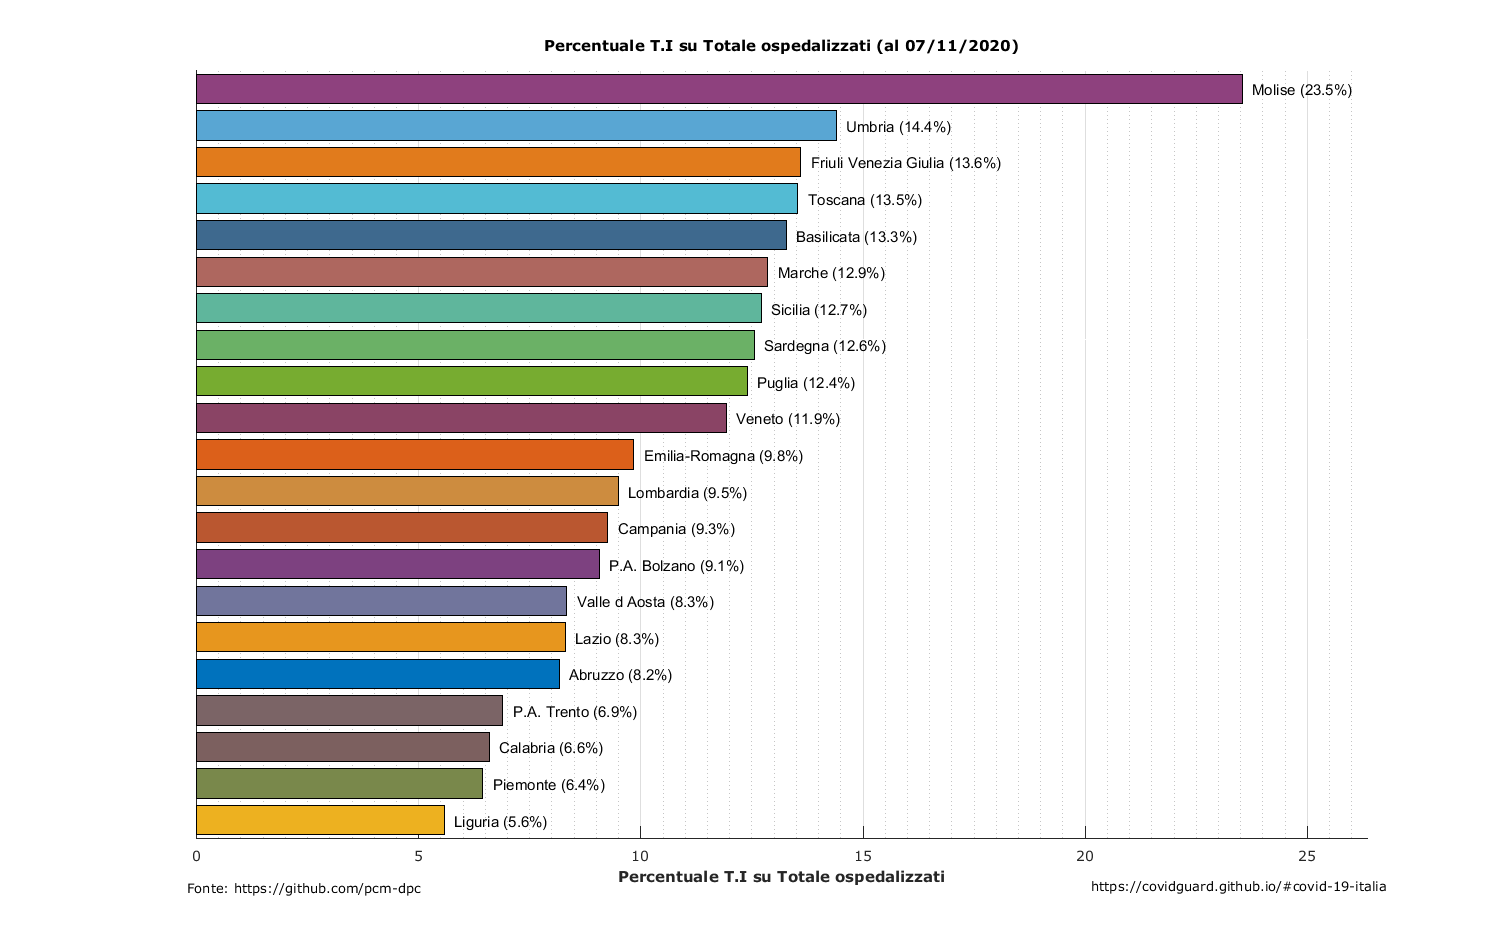 Percentuale T.I su Totale ospedalizzati (al 07/11/2020)
Molise (23.5%)
Umbria (14.4%)
Friuli Venezia Giulia (13.6%)
Toscana (13.5%)
Basilicata (13.3%)
Marche (12.9%)
Sicilia (12.7%)
Sardegna (12.6%)
Puglia (12.4%)
Veneto (11.9%)
Emilia-Romagna (9.8%)
Lombardia (9.5%)
Campania (9.3%)
P.A. Bolzano (9.1%)
Valle d Aosta (8.3%)
Lazio (8.3%)
Abruzzo (8.2%)
P.A. Trento (6.9%)
Calabria (6.6%)
Piemonte (6.4%)
Liguria (5.6%)
0 5 10 15 20 25
Percentuale T.I su Totale ospedalizzati
Fonte: https://github.com/pcm-dpc
https://covidguard.github.io/#covid-19-italia